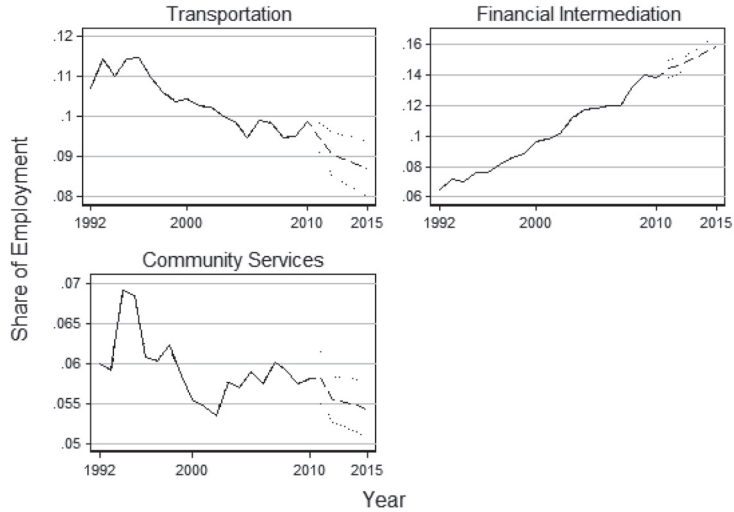 Transportation
.12
.11
.1
.09
.08
1992 2000 2010 2015
Financial Intermediation
.16
.14
.12
.1
.08
.06
1992 2000 2010 2015
Community Services
.07
.065
.06
.055
.05
1992 2000 2010 2015
Share of Employment
Year